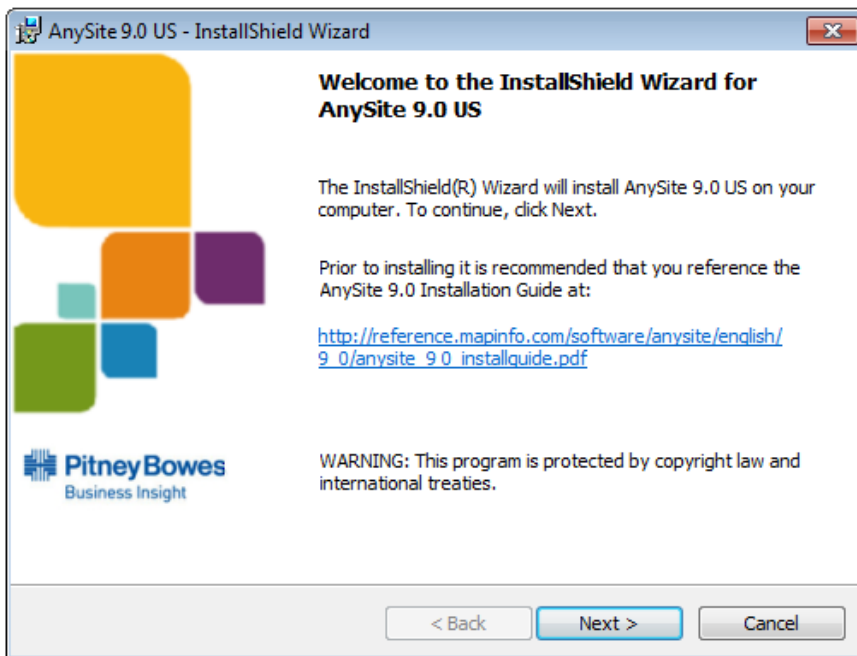 AnySite 9.0 US - InstallShield Wizard
Welcome to the InstallShield Wizard for
AnySite 9.0 US
The InstallShield(R) Wizard will install AnySite 9.0 US on your
computer. To continue, click Next.
Prior to installing it is recommended that you reference the
AnySite 9.0 Installation Guide at:
http://reference.mapinfo.com/software/anysite/english/
9_0/anysite_9_0_installguide.pdf
Pitney Bowes
Business Insight
WARNING: This program is protected by copyright law and
international treaties.
< Back
Next >
Cancel